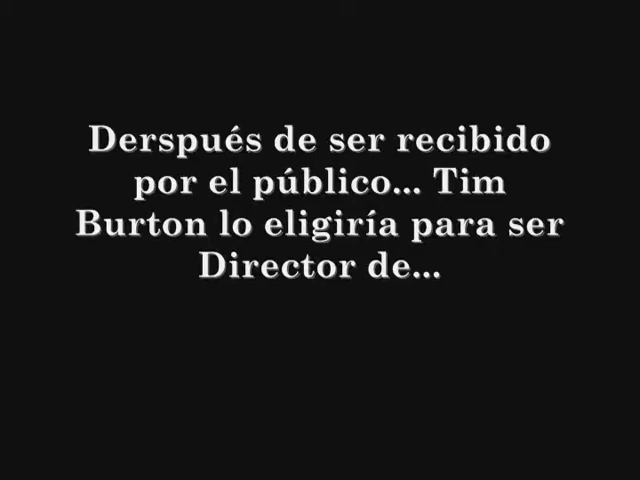 Derspués de ser recibido
por el público... Tim
Burton lo eligiría para ser
Director de...